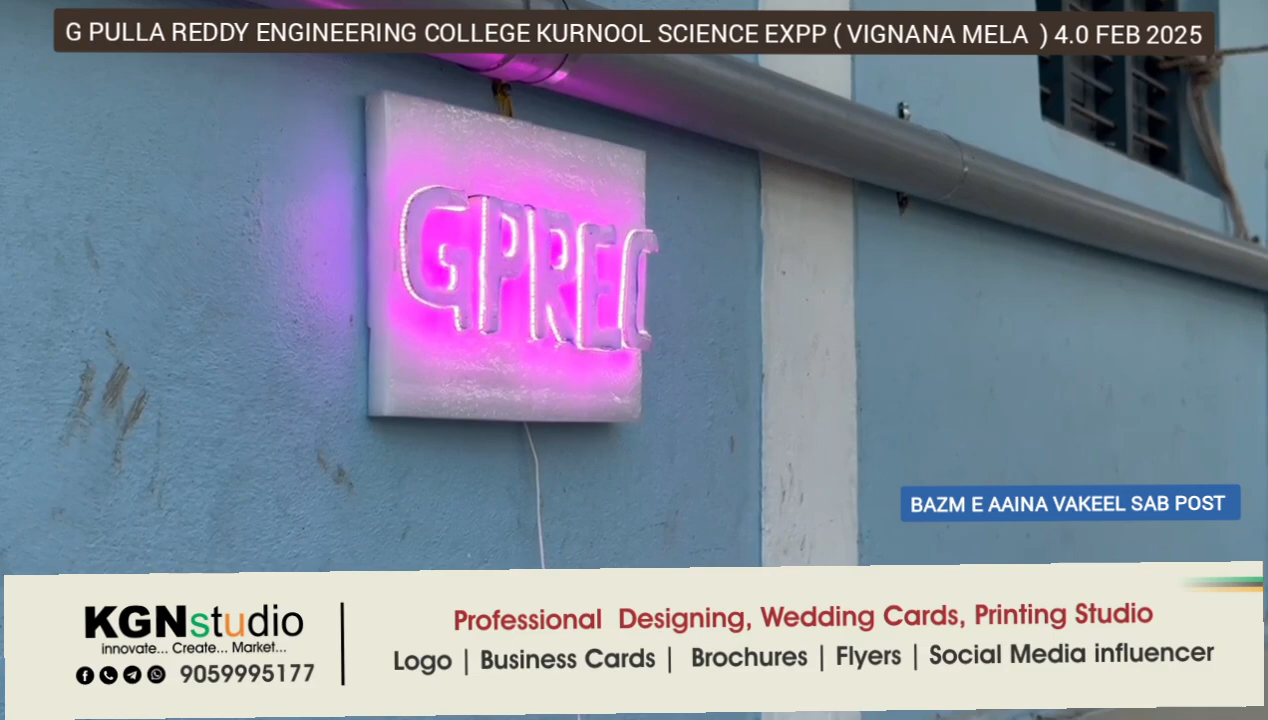 G PULLA REDDY ENGINEERING COLLEGE KURNOOL SCIENCE EXPP ( VIGNANA MELA ) 4.0 FEB 2025
GPREC
BAZM E AAINA VAKEEL SAB POST
KGNstudio
innovate... Create... Market...
9059995177
Professional Designing, Wedding Cards, Printing Studio
Logo | Business Cards | Brochures | Flyers | Social Media influencer